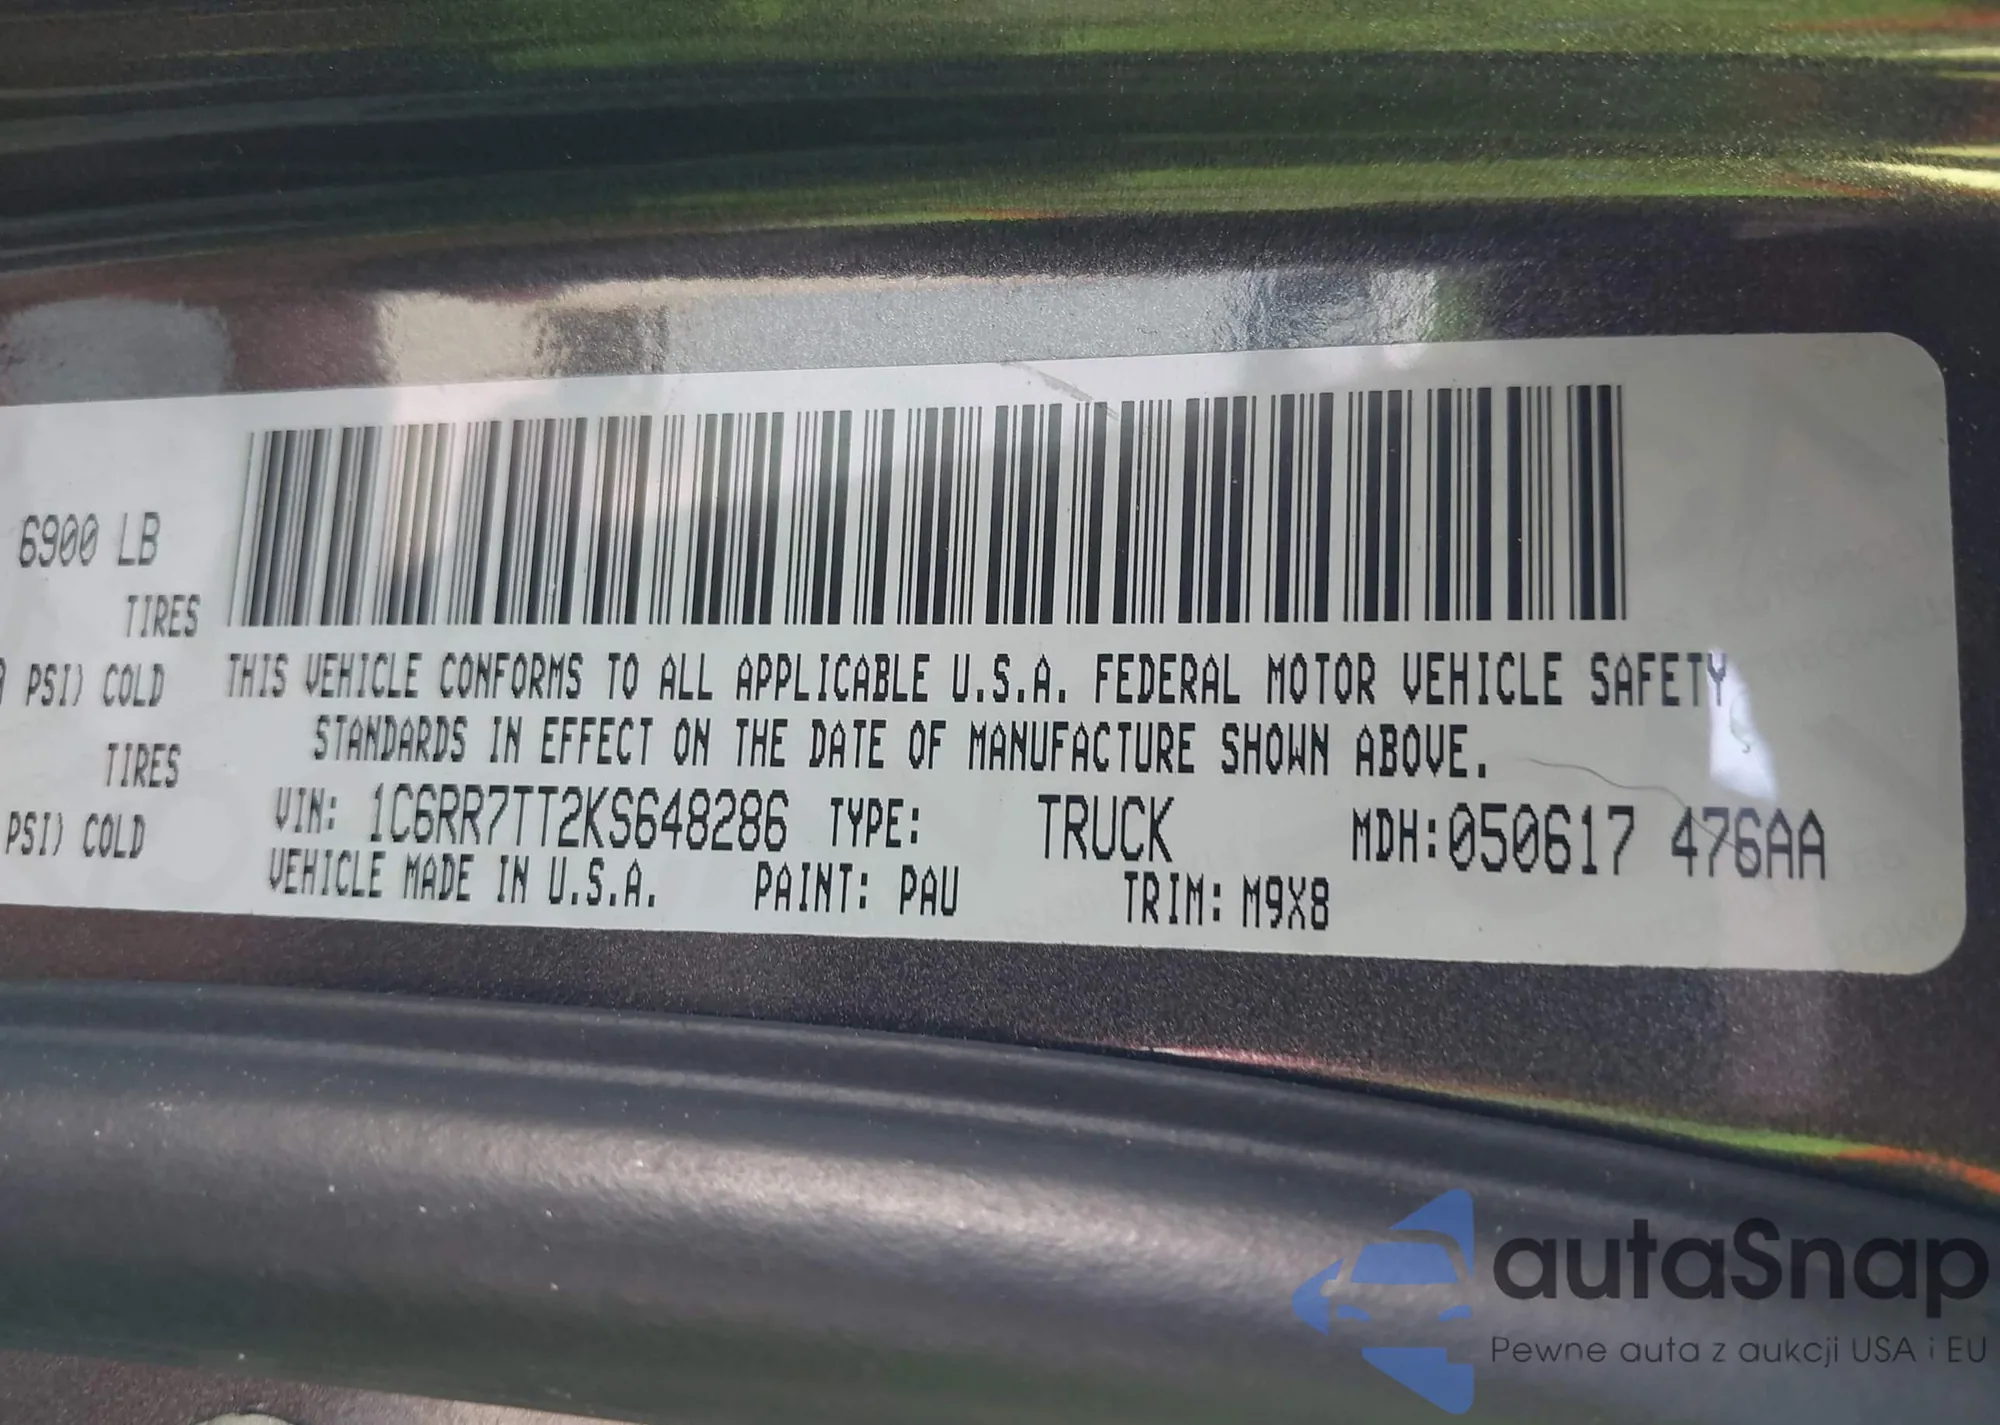 6900 LB
TIRES
PSI) COLD
TIRES
PSI) COLD
THIS VEHICLE CONFORMS TO ALL APPLICABLE U.S.A. FEDERAL MOTOR VEHICLE SAFETY
STANDARDS IN EFFECT ON THE DATE OF MANUFACTURE SHOWN ABOVE.
VIN: 1C6RR7TT2KS648286 TYPE: TRUCK MDH:050617 476AA
VEHICLE MADE IN U.S.A. PAINT: PAU TRIM: M9X8
autaSnap
Pewne auta z aukcji USA i EU